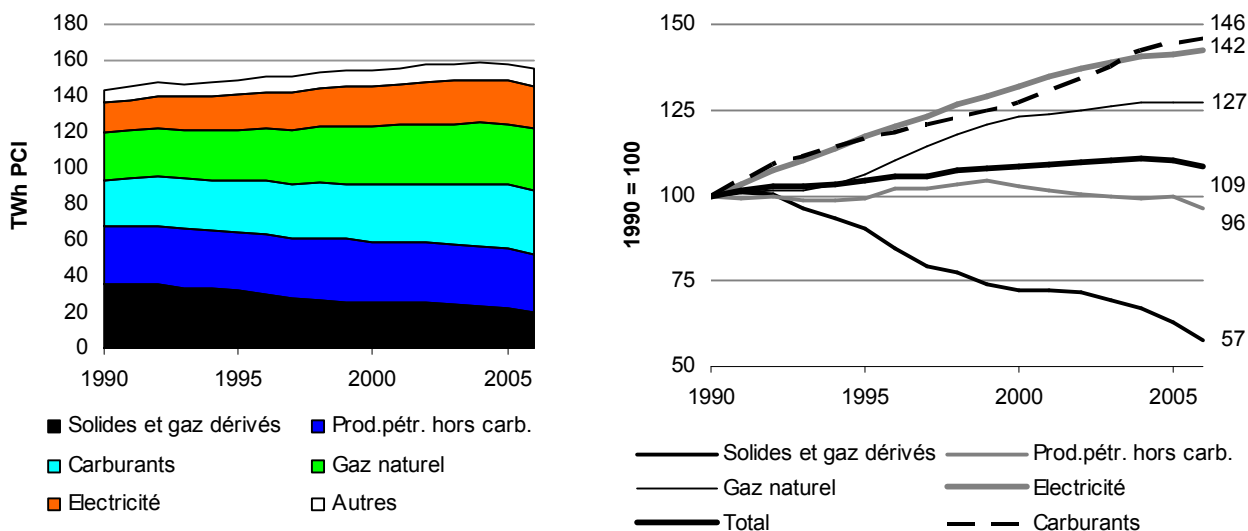 180
160
140
120
100
80
60
40
20
0
TWh PCI
1990 1995 2000 2005
Solides et gaz dérivés Prod.pétr. hors carb.
Carburants Gaz naturel
Electricité Autres
150
125
100
75
50
1990 = 100
146
142
127
109
96
57
1990 1995 2000 2005
Solides et gaz dérivés Prod.pétr. hors carb.
Gaz naturel Electricité
Total Carburants